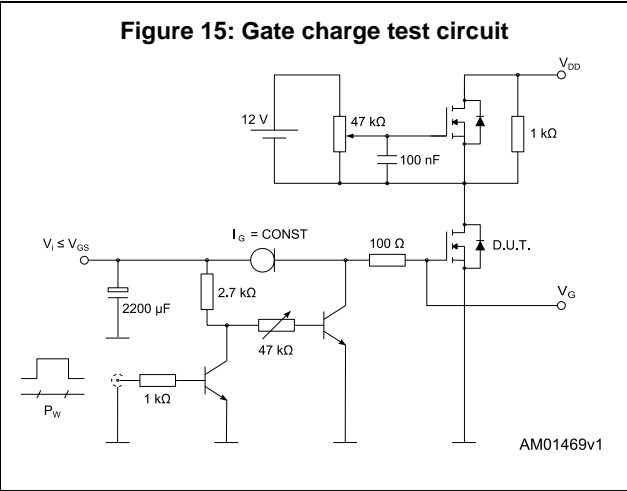 Figure 15: Gate charge test circuit
V_DD
12 V
47 kΩ
1 kΩ
100 nF
V_i ≤ V_GS
I_G = CONST
100 Ω
D.U.T.
2.7 kΩ
2200 μF
V_G
47 kΩ
1 kΩ
P_W
AM01469v1